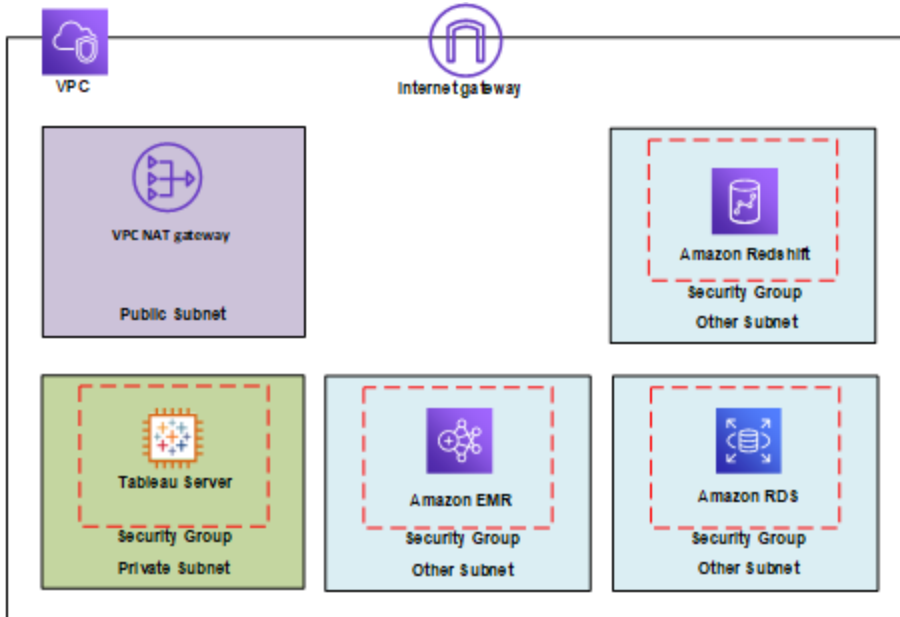 VPC
Internet gateway
VPC NAT gateway
Public Subnet
Amazon Redshift
Security Group
Other Subnet
Tableau Server
Security Group
Private Subnet
Amazon EMR
Security Group
Other Subnet
Amazon RDS
Security Group
Other Subnet